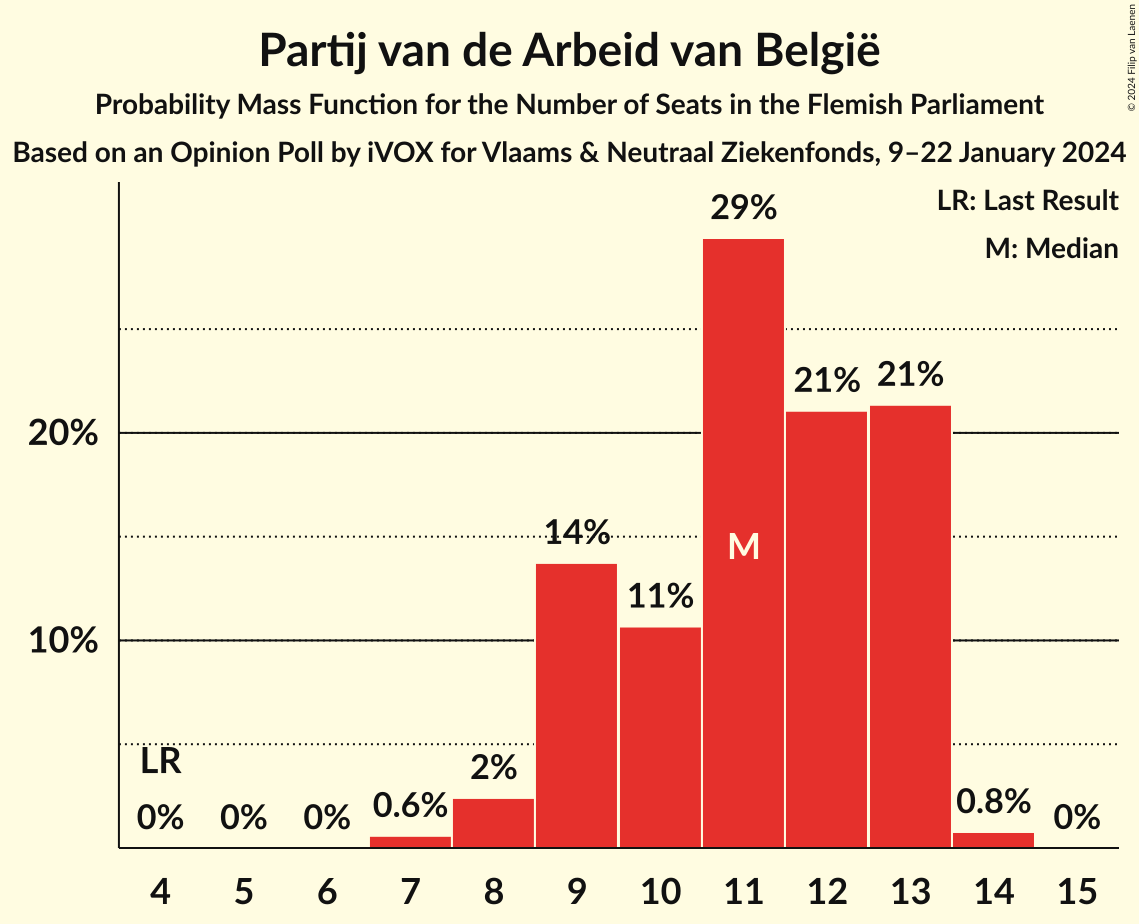 Partij van de Arbeid van België
Probability Mass Function for the Number of Seats in the Flemish Parliament
Based on an Opinion Poll by iVOX for Vlaams & Neutraal Ziekenfonds, 9–22 January 2024
© 2024 Filip van Laenen
LR: Last Result
M: Median
29%
21% 21%
20%
14%
M
11%
10%
LR
0% 0% 0% 0.6% 2% 0.8% 0%
4 5 6 7 8 9 10 11 12 13 14 15